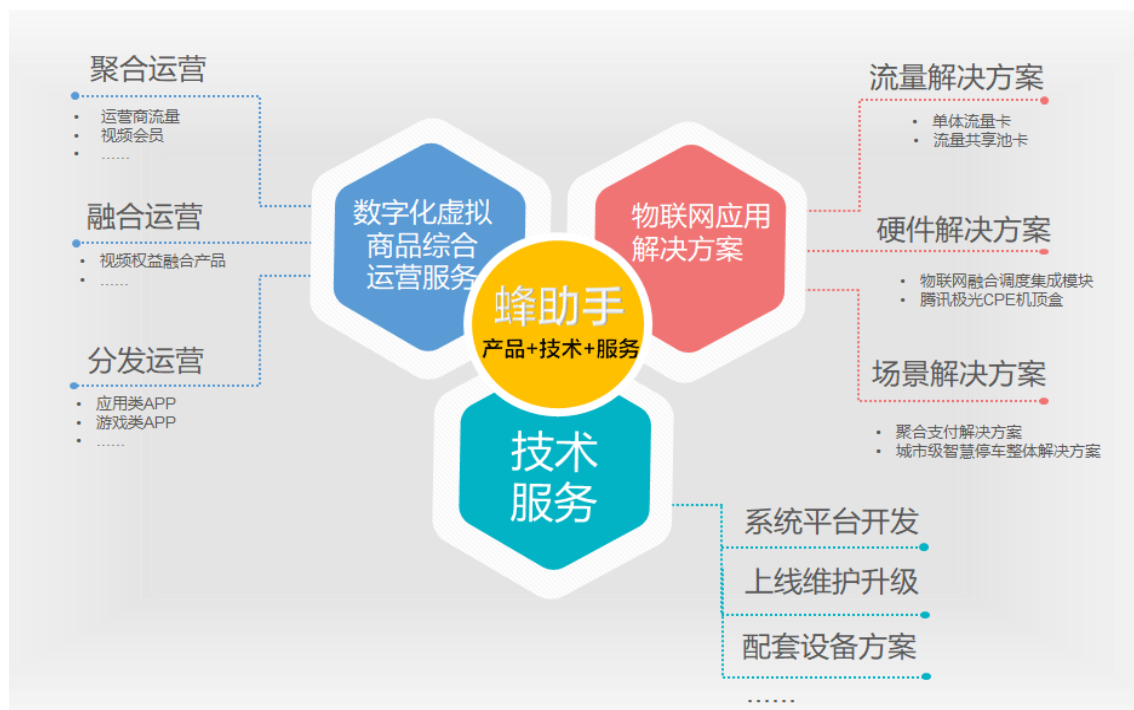 聚合运营
• 运营商流量
• 视频会员
• ……
融合运营
• 视频权益融合产品
• ……
分发运营
• 应用类APP
• 游戏类APP
• ……
数字化虚拟
商品综合
运营服务
物联网应用
解决方案
蜂助手
产品+技术+服务
技术
服务
流量解决方案
• 单体流量卡
• 流量共享池卡
硬件解决方案
• 物联网融合调度集成模块
• 腾讯极光CPE机顶盒
场景解决方案
• 聚合支付解决方案
• 城市级智慧停车整体解决方案
系统平台开发
上线维护升级
配套设备方案
……